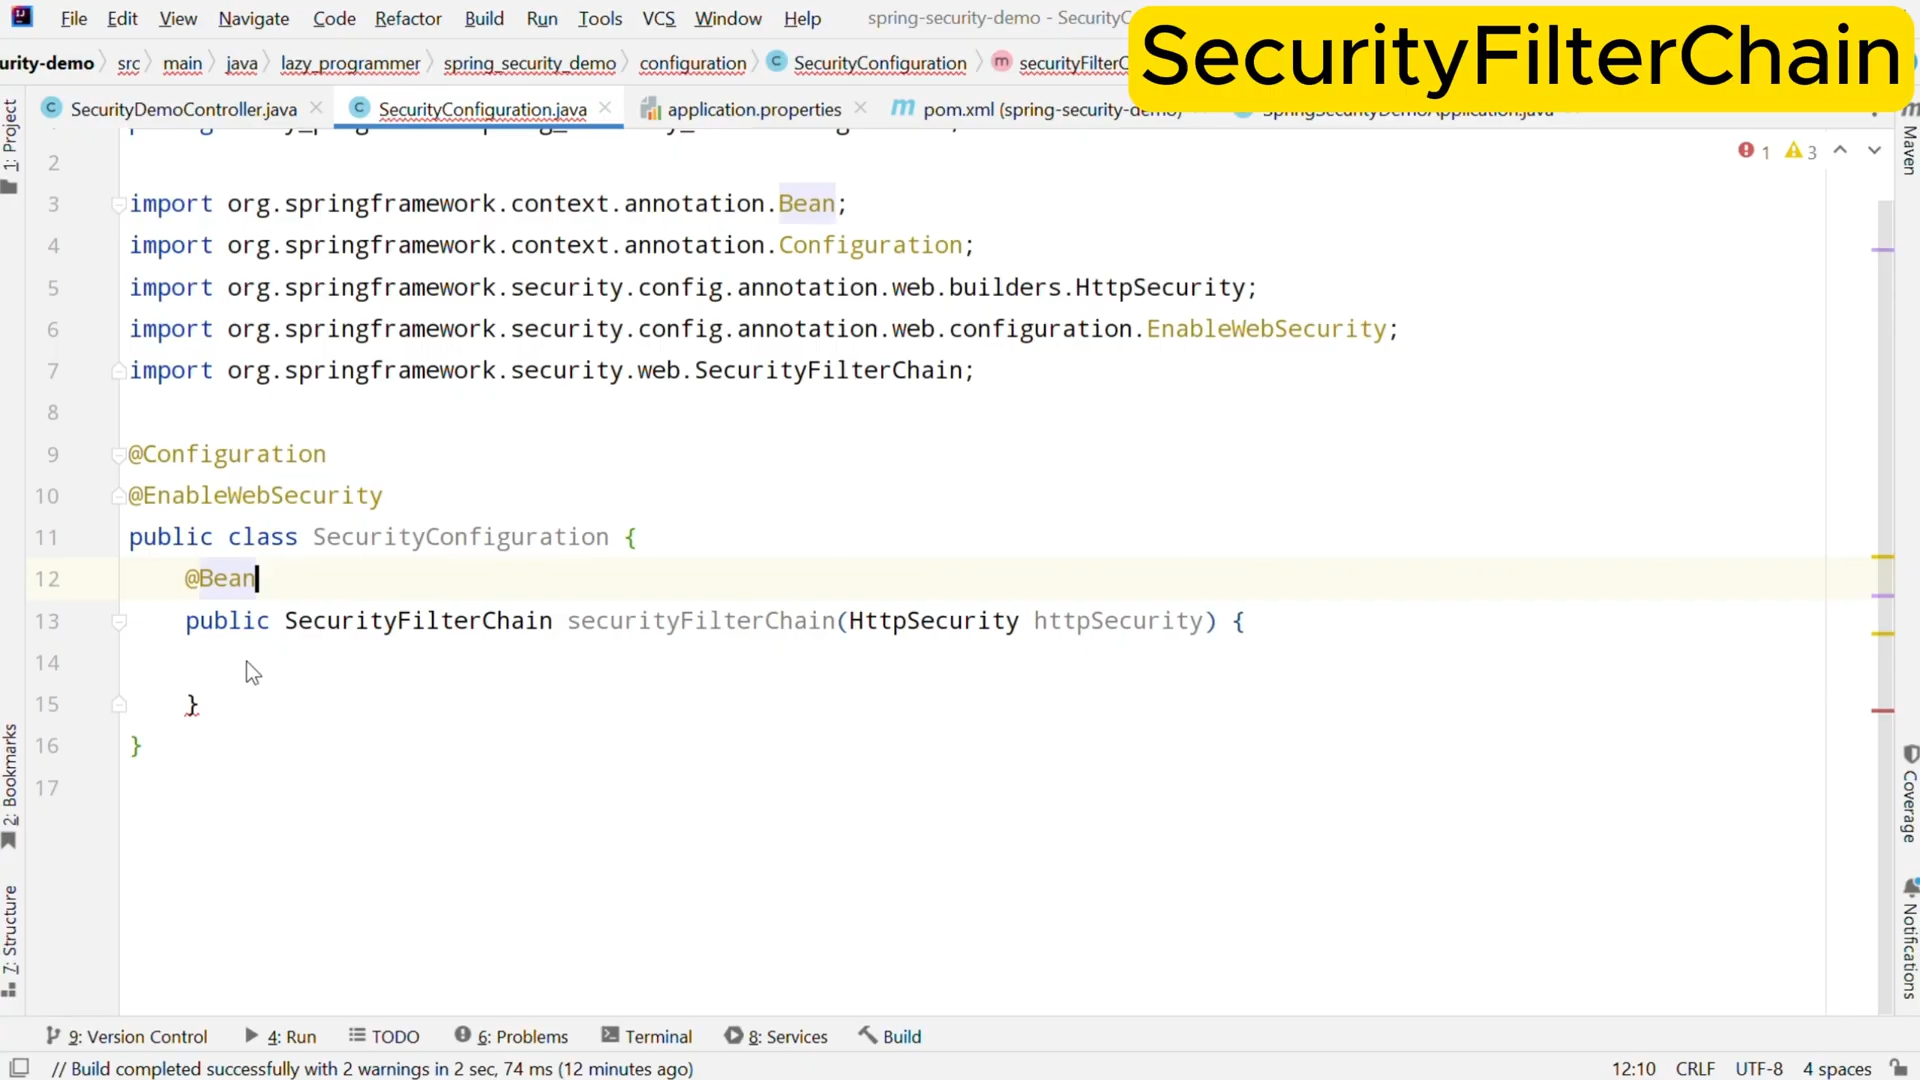 File Edit View Navigate Code Refactor Build Run Tools VCS Window Help spring-security-demo - SecurityC
SecurityFilterChain
urity-demo src main java lazy_programmer spring_security_demo configuration SecurityConfiguration securityFilterC
SecurityDemoController.java SecurityConfiguration.java application.properties pom.xml (spring-security-demo) SpringSecurityDemoApplication.java
1 3
2
3 import org.springframework.context.annotation.Bean;
4 import org.springframework.context.annotation.Configuration;
5 import org.springframework.security.config.annotation.web.builders.HttpSecurity;
6 import org.springframework.security.config.annotation.web.configuration.EnableWebSecurity;
7 import org.springframework.security.web.SecurityFilterChain;
8
9 @Configuration
10 @EnableWebSecurity
11 public class SecurityConfiguration {
12 @Bean
13 public SecurityFilterChain securityFilterChain(HttpSecurity httpSecurity) {
14
15 }
16 }
17
1: Project
2: Bookmarks
7: Structure
Maven
Coverage
Notifications
9: Version Control 4: Run TODO 6: Problems Terminal 8: Services Build
// Build completed successfully with 2 warnings in 2 sec, 74 ms (12 minutes ago) 12:10 CRLF UTF-8 4 spaces